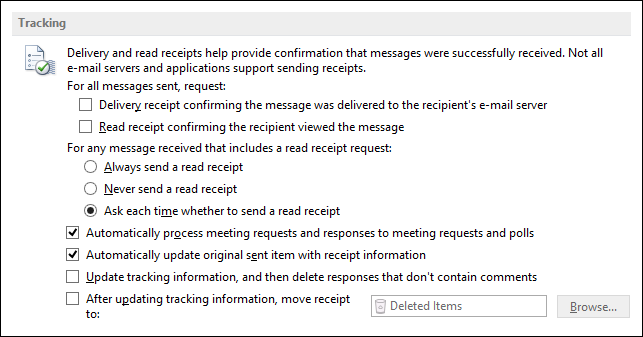 Tracking
Delivery and read receipts help provide confirmation that messages were successfully received. Not all
e-mail servers and applications support sending receipts.
For all messages sent, request:
Delivery receipt confirming the message was delivered to the recipient's e-mail server
Read receipt confirming the recipient viewed the message
For any message received that includes a read receipt request:
Always send a read receipt
Never send a read receipt
Ask each time whether to send a read receipt
Automatically process meeting requests and responses to meeting requests and polls
Automatically update original sent item with receipt information
Update tracking information, and then delete responses that don't contain comments
After updating tracking information, move receipt
to:
Deleted Items
Browse...